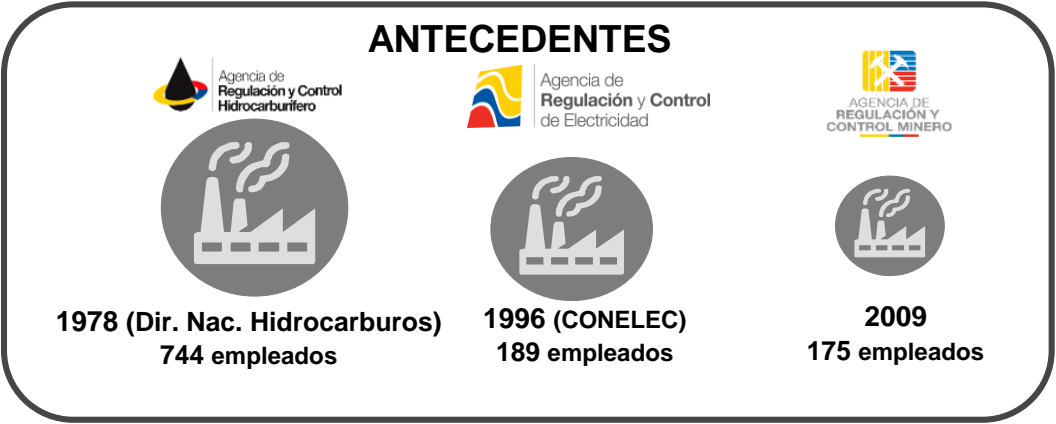 ANTECEDENTES
Agencia de
Regulación y Control
Hidrocarburífero
Agencia de
Regulación y Control
de Electricidad
AGENCIA DE
REGULACIÓN Y
CONTROL MINERO
1978 (Dir. Nac. Hidrocarburos)
744 empleados
1996 (CONELEC)
189 empleados
2009
175 empleados